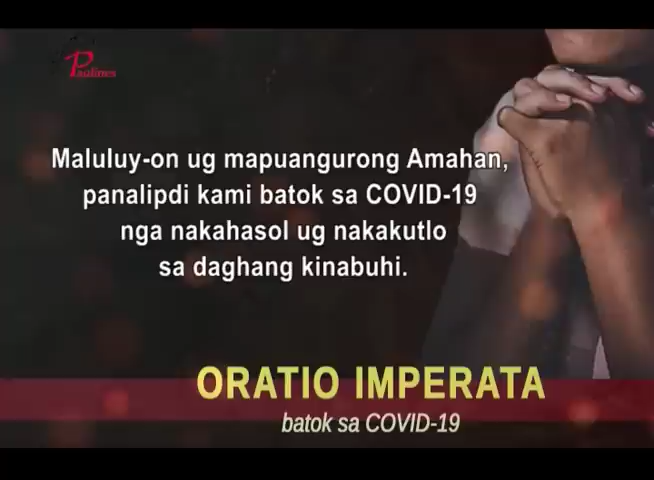 Paulines
Maluluy-on ug mapuangurong Amahan,
panalipdi kami batok sa COVID-19
nga nakahasol ug nakakutlo
sa daghang kinabuhi.
ORATIO IMPERATA
batok sa COVID-19